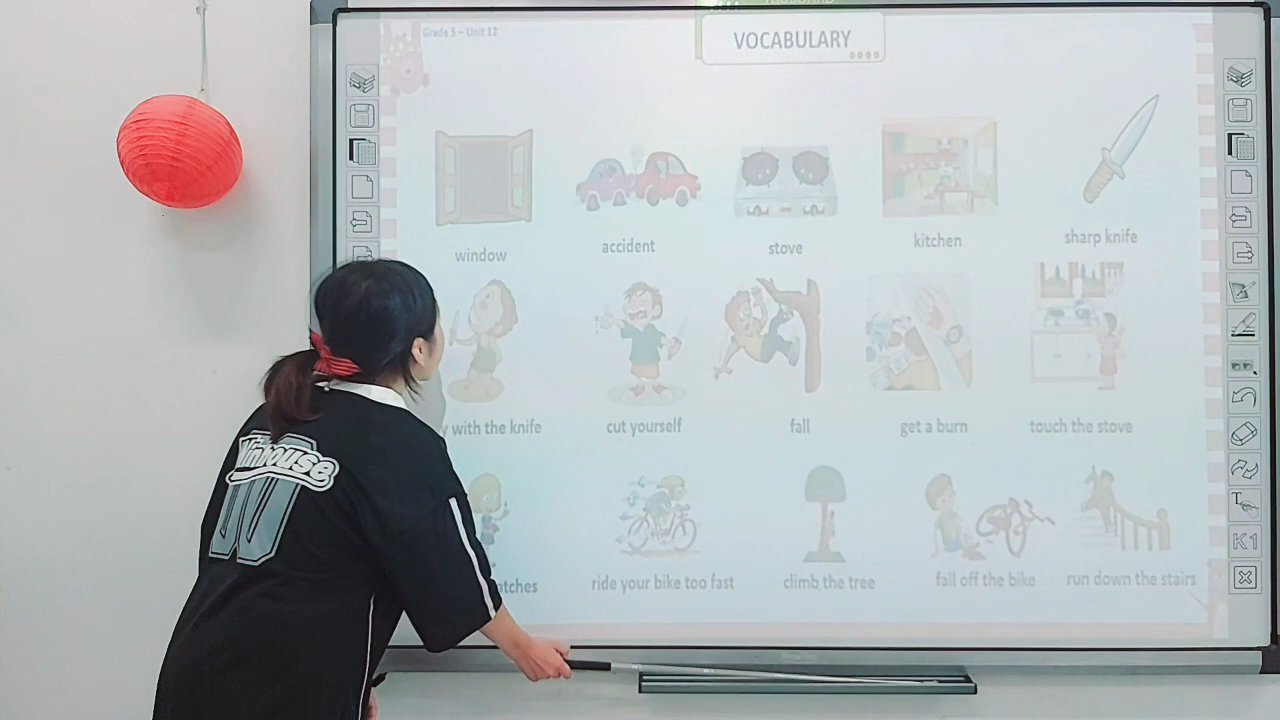 Grade 5 - Unit 12
VOCABULARY
window accident stove kitchen sharp knife
with the knife cut yourself fall get a burn touch the stove
ride your bike too fast climb the tree fall off the bike run down the stairs
T
K1
Winhouse